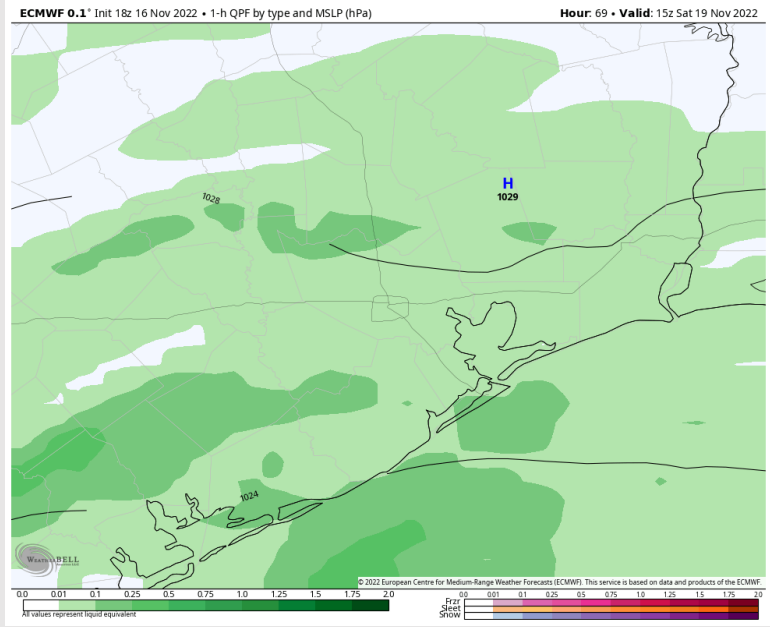 ECMWF 0.1° Init 18z 16 Nov 2022 • 1-h QPF by type and MSLP (hPa) Hour: 69 • Valid: 15z Sat 19 Nov 2022
H
1029
1028
1024
WEATHERBELL
© 2022 European Centre for Medium-Range Weather Forecasts (ECMWF). This service is based on data and products of the ECMWF.
0.0 0.01 0.1 0.25 0.5 0.75 1.0 1.25 1.5 1.75 2.0
All values represent liquid equivalent
0.0 0.01 0.1 0.25 0.5 0.75 1.0 1.25 1.5 1.75 2.0
Frzr
Sleet
Snow